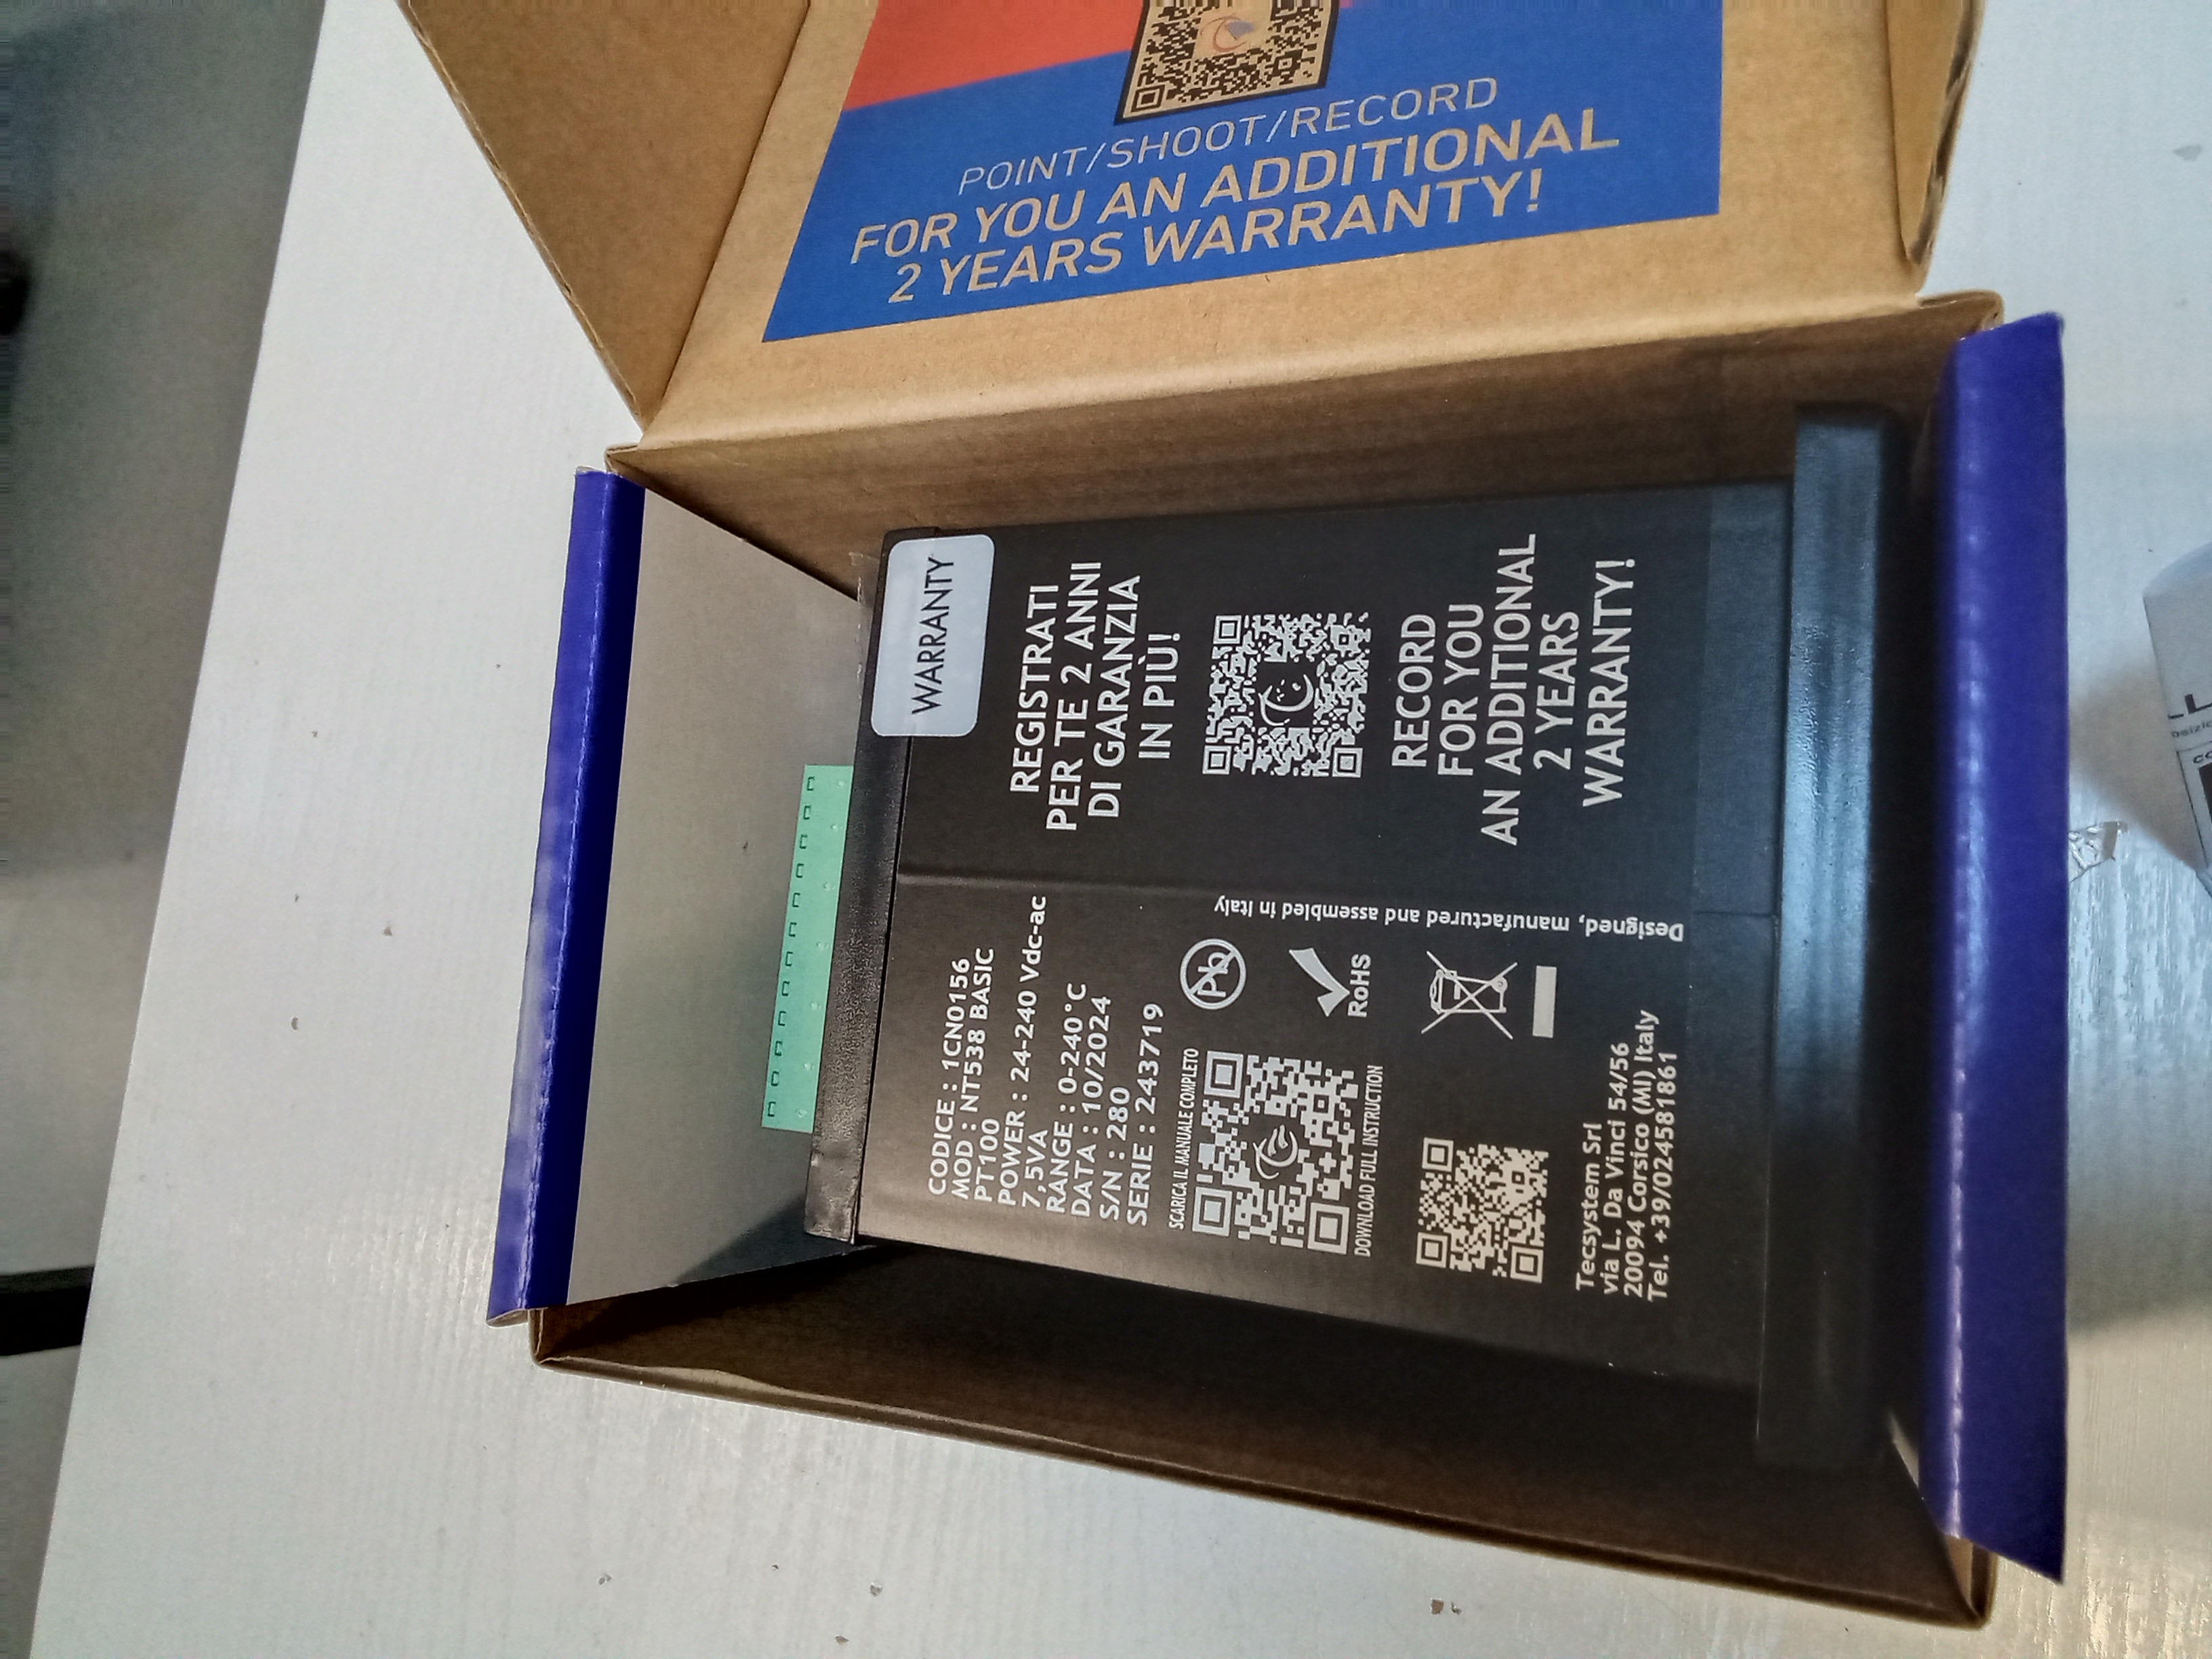 POINT/SHOOT/RECORD
FOR YOU AN ADDITIONAL
2 YEARS WARRANTY!
WARRANTY
REGISTRATI
PER TE 2 ANNI
DI GARANZIA
IN PIÙ!
RECORD
FOR YOU
AN ADDITIONAL
2 YEARS
WARRANTY!
CODICE : 1CN0156
MOD : NT538 BASIC
PT100
POWER : 24-240 Vdc-ac
7,5VA
RANGE : 0-240°C
DATA : 10/2024
S/N : 280
SERIE : 243719
SCARICA IL MANUALE COMPLETO
DOWNLOAD FULL INSTRUCTION
Pb
RoHS
Designed, manufactured and assembled in Italy
Tecsystem Srl
via L. Da Vinci 54/56
20094 Corsico (MI) Italy
Tel. +39/024581861